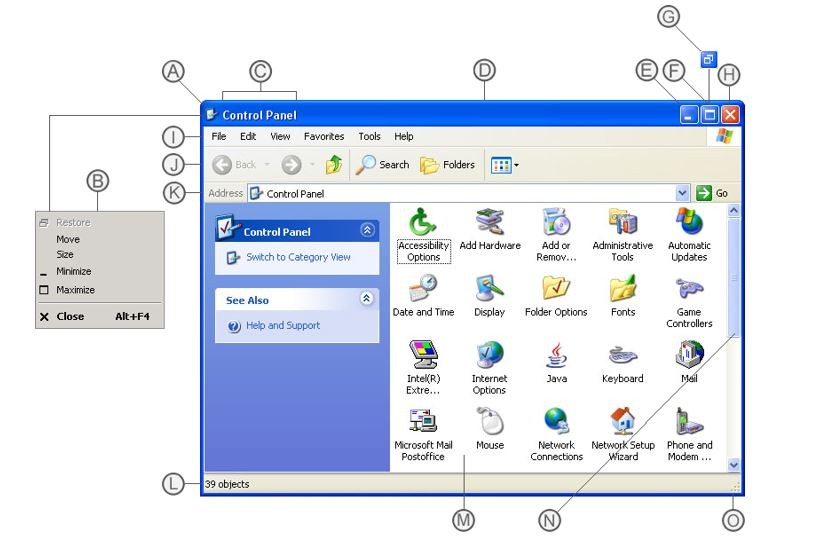 G
A
C
D
E
F
H
Control Panel
I
File Edit View Favorites Tools Help
J
Back Search Folders
B
K
Address Control Panel Go
Restore
Move
Size
Minimize
Maximize
Close Alt+F4
Control Panel
Switch to Category View
See Also
Help and Support
Accessibility Options
Add Hardware
Add or Remov...
Administrative Tools
Automatic Updates
Date and Time
Display
Folder Options
Fonts
Game Controllers
Intel(R) Extre...
Internet Options
Java
Keyboard
Mail
Microsoft Mail Postoffice
Mouse
Network Connections
Network Setup Wizard
Phone and Modem ...
L
39 objects
M
N
O